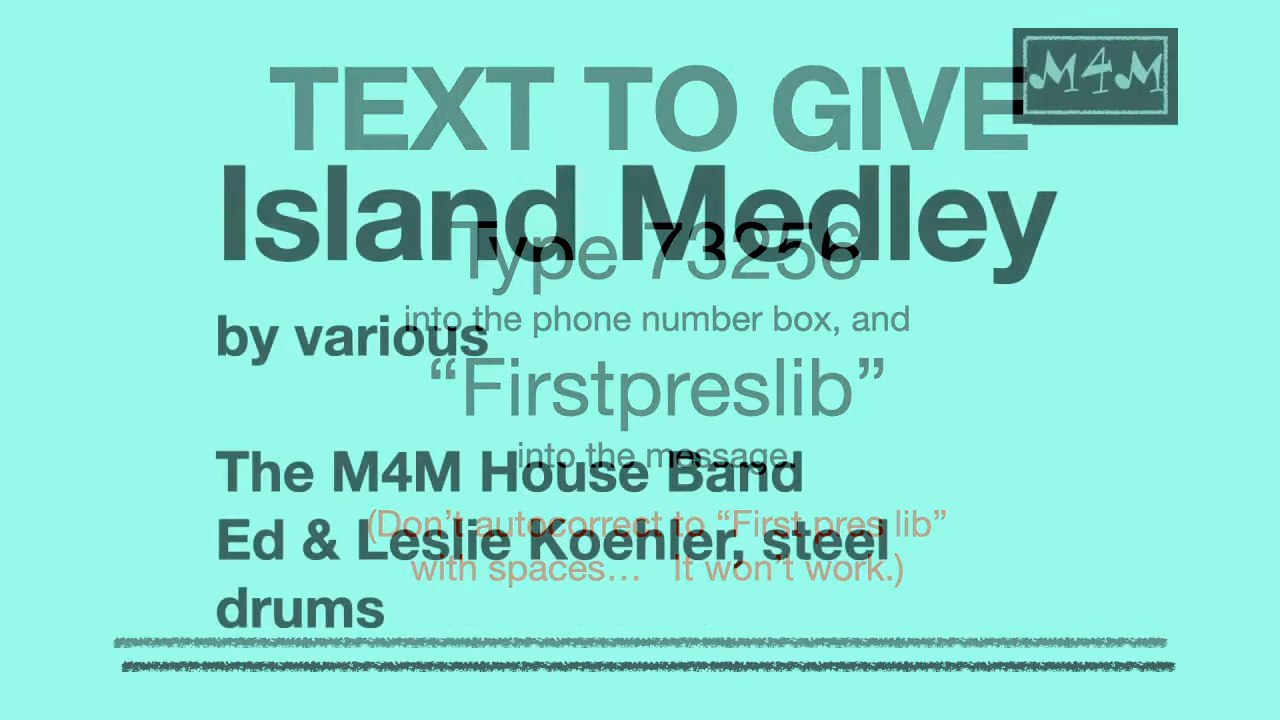 TEXT TO GIVE
M4M
Island Medley
Type 73256
into the phone number box, and
by various
“Firstpreslib”
into the message.
The M4M House Band
(Don’t autocorrect to “First pres lib”
Ed & Leslie Koehler, steel
with spaces… It won’t work.)
drums